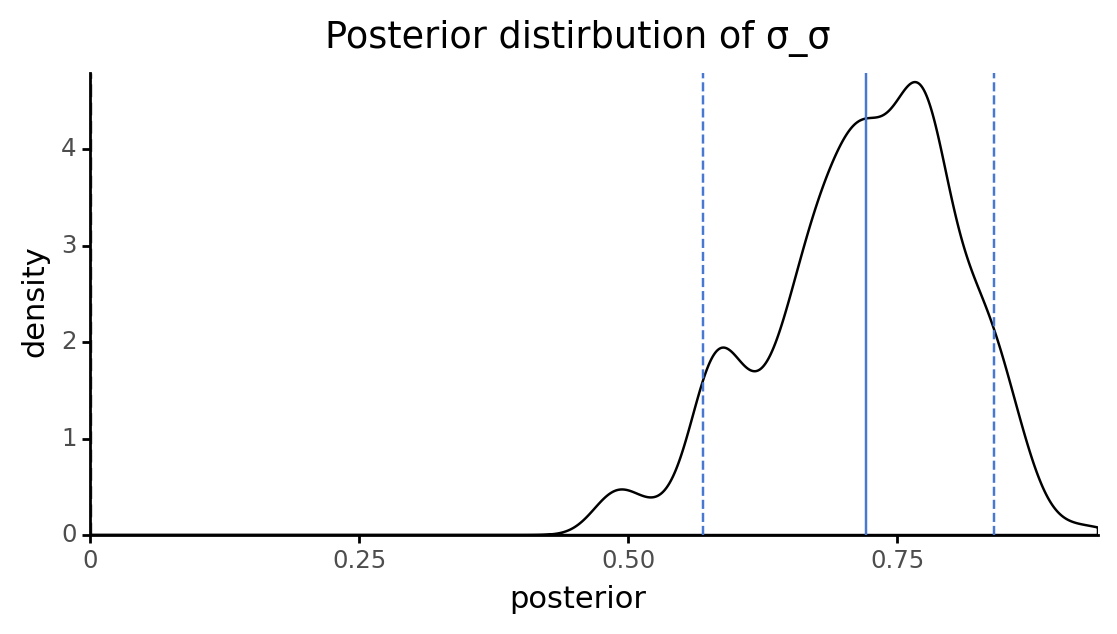 Posterior distirbution of σ_σ
density
4
3
2
1
0
0 0.25 0.50 0.75
posterior